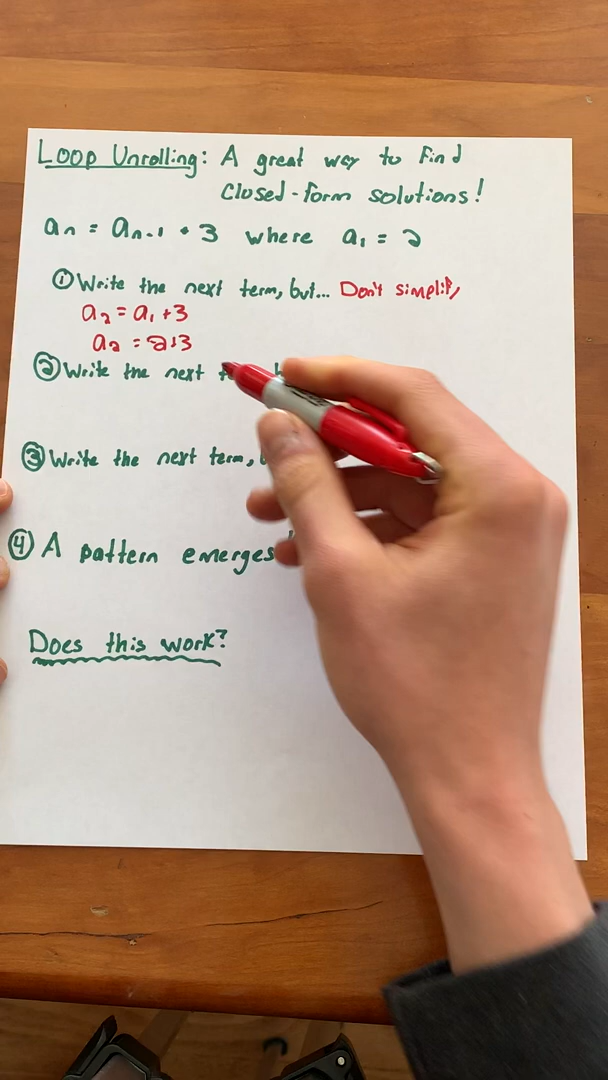 Loop Unrolling: A great way to find
closed-form solutions!
an = an-1 + 3 where a1 = 2
① Write the next term, but... Don't simplify
a2 = a1 + 3
a2 = 2+3
② Write the next
③ Write the next term,
④ A pattern emerges
Does this work?